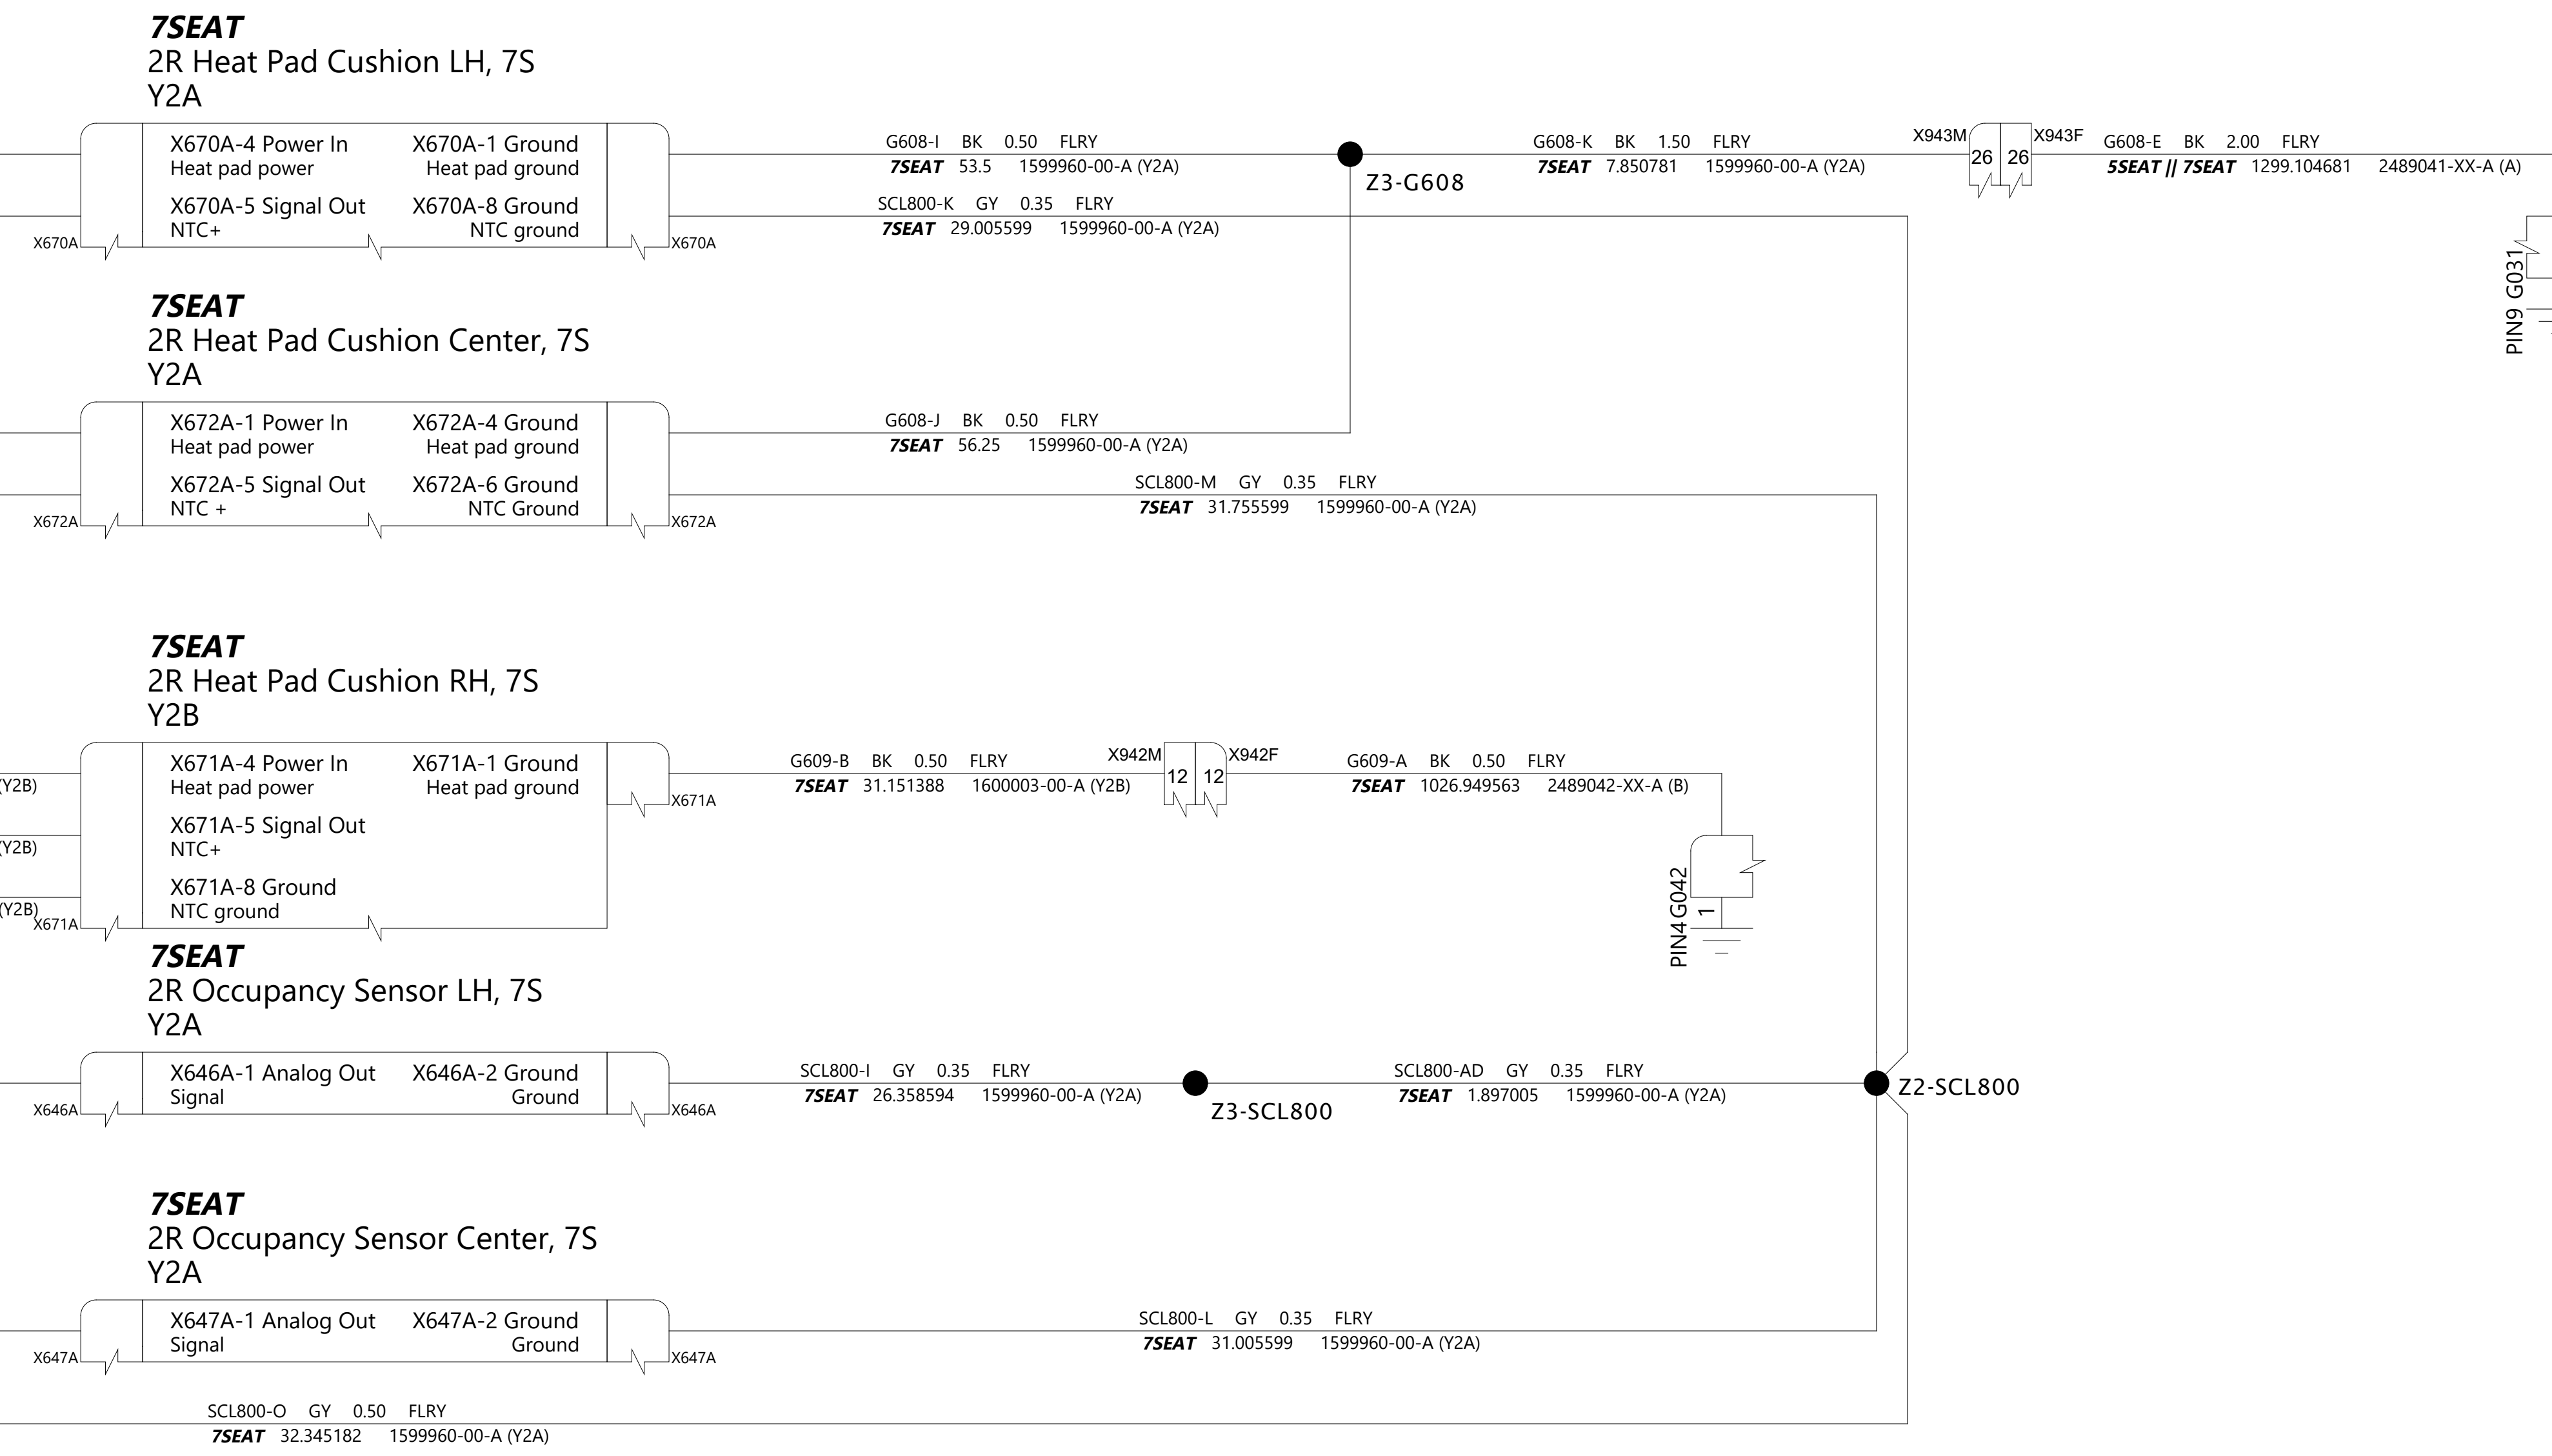 7SEAT
2R Heat Pad Cushion LH, 7S
Y2A
X670A-4 Power In
Heat pad power
X670A-1 Ground
Heat pad ground
X670A-5 Signal Out
NTC+
X670A-8 Ground
NTC ground
X670A
X670A
G608-I BK 0.50 FLRY
7SEAT 53.5 1599960-00-A (Y2A)
SCL800-K GY 0.35 FLRY
7SEAT 29.005599 1599960-00-A (Y2A)
Z3-G608
G608-K BK 1.50 FLRY
7SEAT 7.850781 1599960-00-A (Y2A)
X943M
26
26
X943F
G608-E BK 2.00 FLRY
5SEAT || 7SEAT 1299.104681 2489041-XX-A (A)
PIN9 G031
7SEAT
2R Heat Pad Cushion Center, 7S
Y2A
X672A-1 Power In
Heat pad power
X672A-4 Ground
Heat pad ground
X672A-5 Signal Out
NTC +
X672A-6 Ground
NTC Ground
X672A
X672A
G608-J BK 0.50 FLRY
7SEAT 56.25 1599960-00-A (Y2A)
SCL800-M GY 0.35 FLRY
7SEAT 31.755599 1599960-00-A (Y2A)
7SEAT
2R Heat Pad Cushion RH, 7S
Y2B
(Y2B)
(Y2B)
(Y2B)
X671A
X671A-4 Power In
Heat pad power
X671A-1 Ground
Heat pad ground
X671A-5 Signal Out
NTC+
X671A-8 Ground
NTC ground
X671A
G609-B BK 0.50 FLRY
7SEAT 31.151388 1600003-00-A (Y2B)
X942M
12
12
X942F
G609-A BK 0.50 FLRY
7SEAT 1026.949563 2489042-XX-A (B)
PIN4 G042
1
7SEAT
2R Occupancy Sensor LH, 7S
Y2A
X646A-1 Analog Out
Signal
X646A-2 Ground
Ground
X646A
X646A
SCL800-I GY 0.35 FLRY
7SEAT 26.358594 1599960-00-A (Y2A)
Z3-SCL800
SCL800-AD GY 0.35 FLRY
7SEAT 1.897005 1599960-00-A (Y2A)
Z2-SCL800
7SEAT
2R Occupancy Sensor Center, 7S
Y2A
X647A-1 Analog Out
Signal
X647A-2 Ground
Ground
X647A
X647A
SCL800-L GY 0.35 FLRY
7SEAT 31.005599 1599960-00-A (Y2A)
SCL800-O GY 0.50 FLRY
7SEAT 32.345182 1599960-00-A (Y2A)